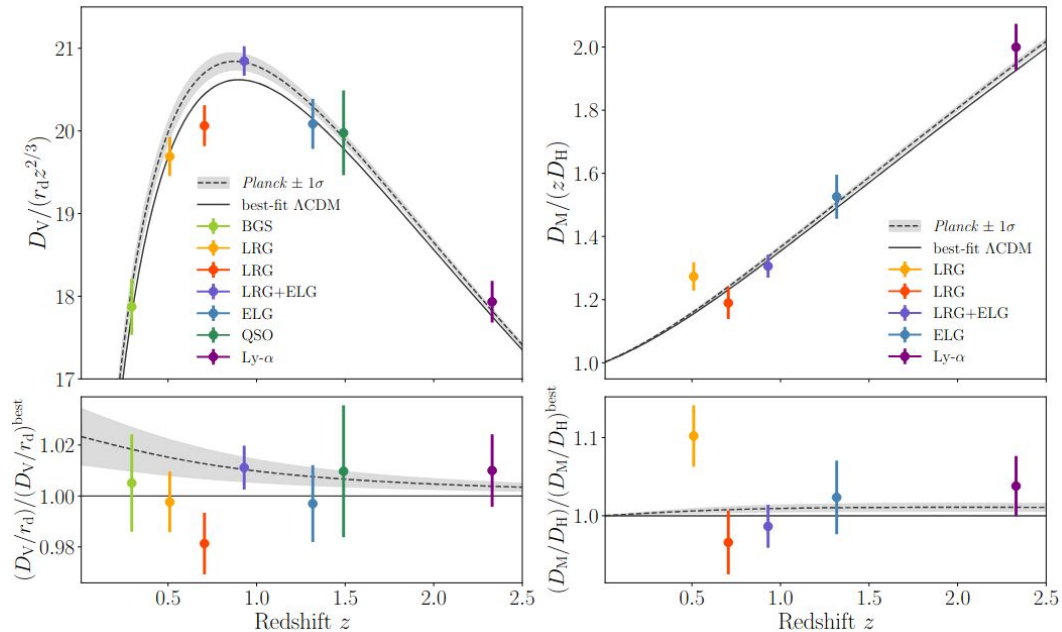 21
20
19
18
17
D_V/(r_d z^{2/3})
Planck ± 1σ
best-fit ΛCDM
BGS
LRG
LRG
LRG+ELG
ELG
QSO
Ly-α
2.0
1.8
1.6
1.4
1.2
1.0
D_M/(zD_H)
Planck ± 1σ
best-fit ΛCDM
LRG
LRG
LRG+ELG
ELG
Ly-α
1.02
1.00
0.98
(D_V/r_d)/(D_V/r_d)^{best}
0.5 1.0 1.5 2.0 2.5
Redshift z
1.1
1.0
(D_M/D_H)/(D_M/D_H)^{best}
0.5 1.0 1.5 2.0 2.5
Redshift z